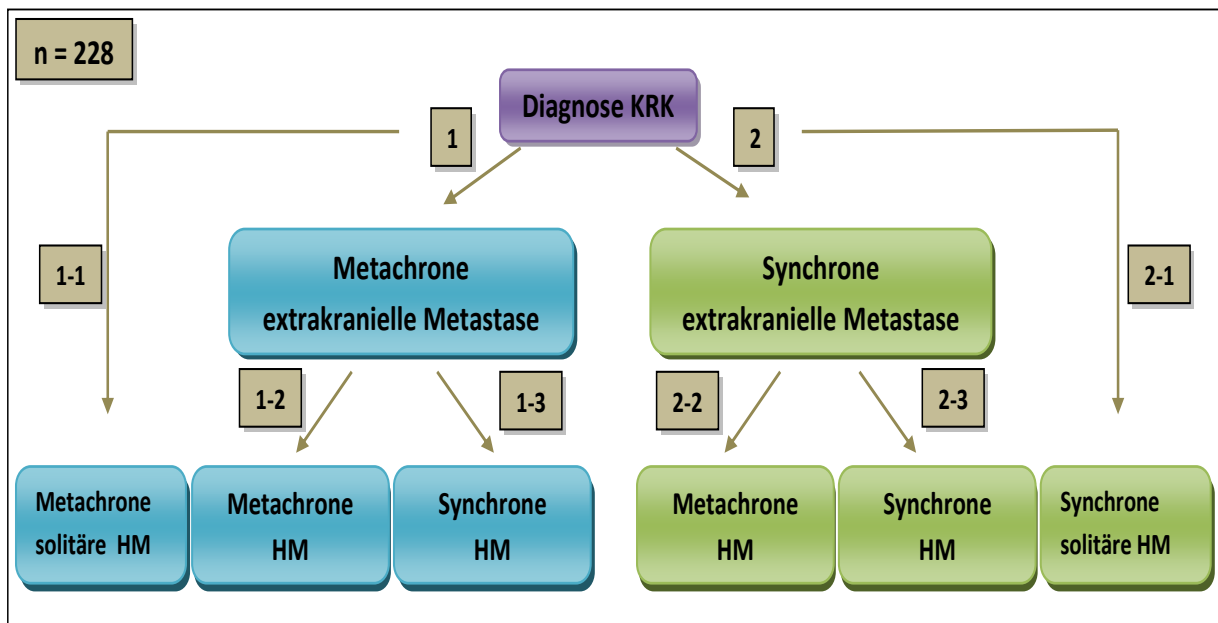 n = 228
Diagnose KRK
1
2
1-1
2-1
Metachrone
extrakranielle Metastase
Synchrone
extrakranielle Metastase
1-2
1-3
2-2
2-3
Metachrone
solitäre HM
Metachrone
HM
Synchrone
HM
Metachrone
HM
Synchrone
HM
Synchrone
solitäre HM